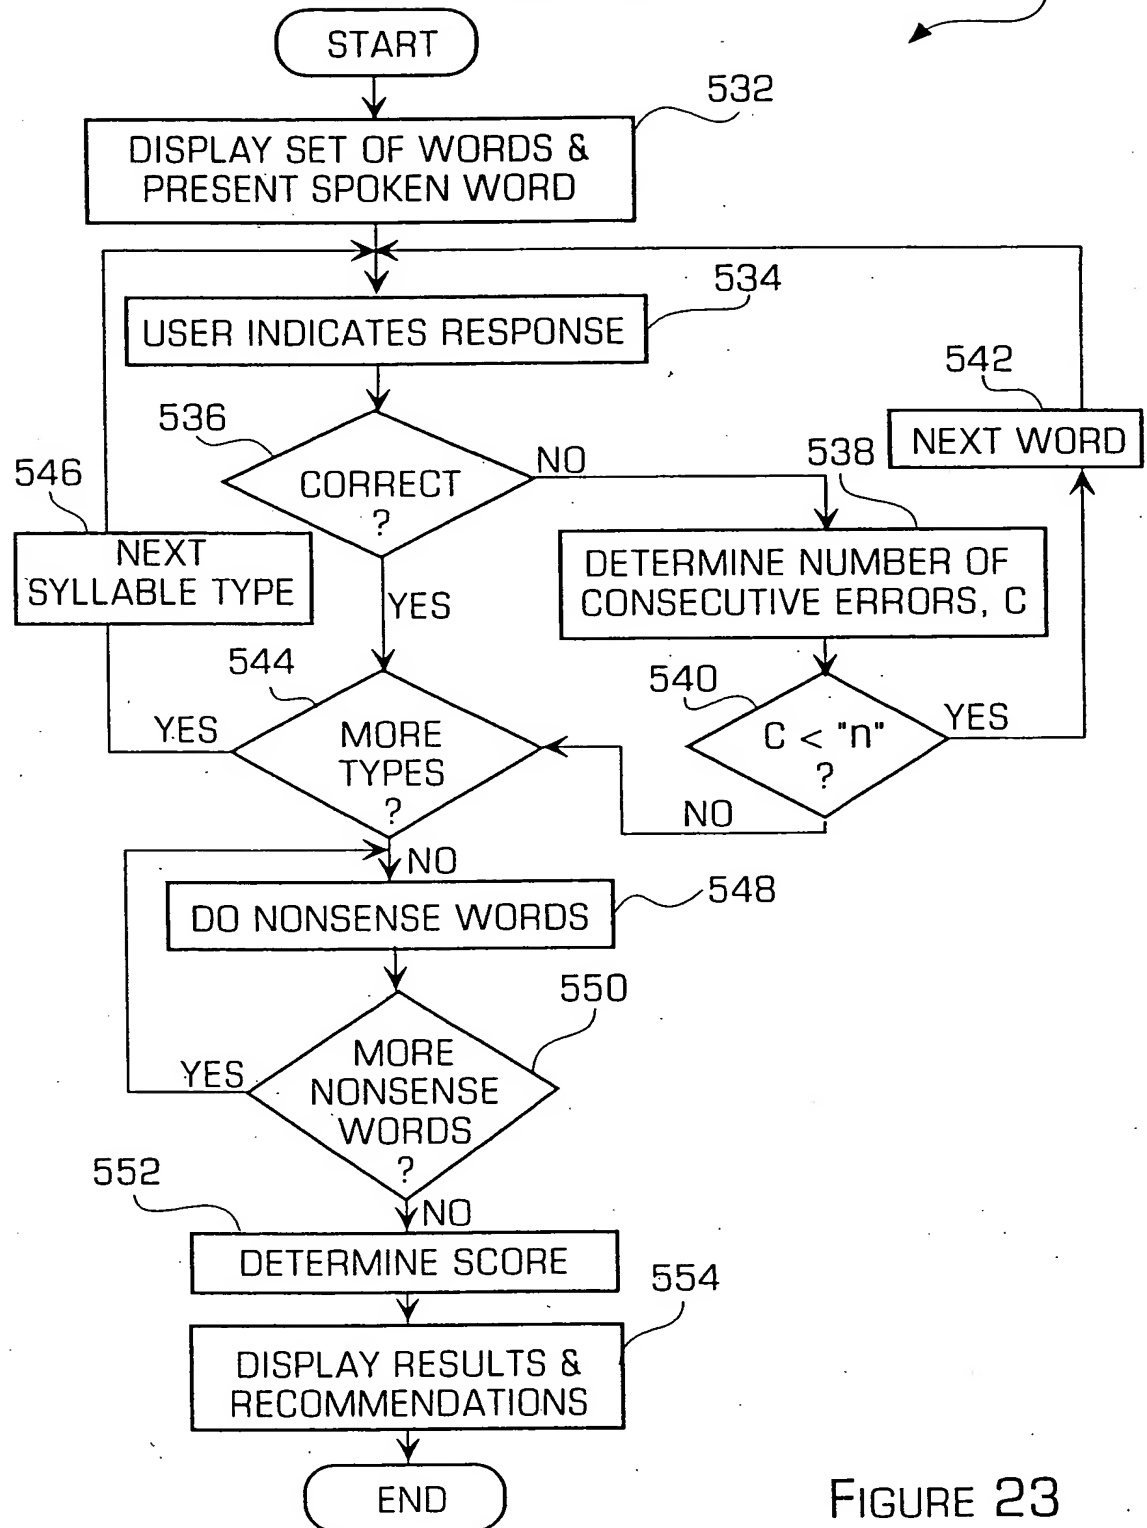 START
532
DISPLAY SET OF WORDS &
PRESENT SPOKEN WORD
534
USER INDICATES RESPONSE
542
NEXT WORD
536
CORRECT
?
NO
538
546
NEXT
SYLLABLE TYPE
DETERMINE NUMBER OF
CONSECUTIVE ERRORS, C
YES
544
540
YES
MORE
TYPES
?
C < "n"
?
YES
NO
NO
DO NONSENSE WORDS
548
550
MORE
NONSENSE
WORDS
?
YES
552
NO
DETERMINE SCORE
554
DISPLAY RESULTS &
RECOMMENDATIONS
END
FIGURE 23